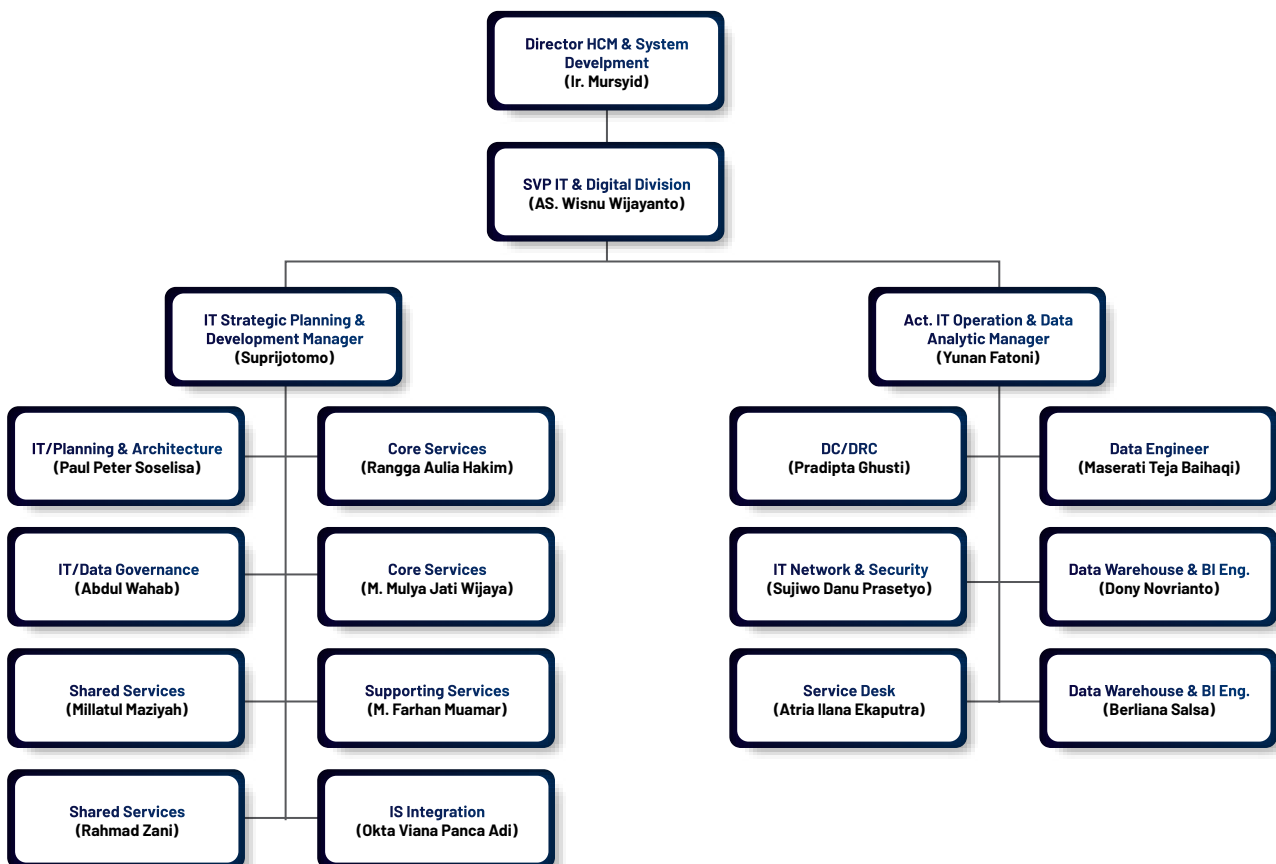 Director HCM & System
Develpment
(Ir. Mursyid)
SVP IT & Digital Division
(AS. Wisnu Wijayanto)
IT Strategic Planning &
Development Manager
(Suprijotomo)
Act. IT Operation & Data
Analytic Manager
(Yunan Fatoni)
IT/Planning & Architecture
(Paul Peter Soselisa)
Core Services
(Rangga Aulia Hakim)
DC/DRC
(Pradipta Ghusti)
Data Engineer
(Maserati Teja Baihaqi)
IT/Data Governance
(Abdul Wahab)
Core Services
(M. Mulya Jati Wijaya)
IT Network & Security
(Sujiwo Danu Prasetyo)
Data Warehouse & BI Eng.
(Dony Novrianto)
Shared Services
(Millatul Maziyah)
Supporting Services
(M. Farhan Muamar)
Service Desk
(Atria Ilana Ekaputra)
Data Warehouse & BI Eng.
(Berliana Salsa)
Shared Services
(Rahmad Zani)
IS Integration
(Okta Viana Panca Adi)